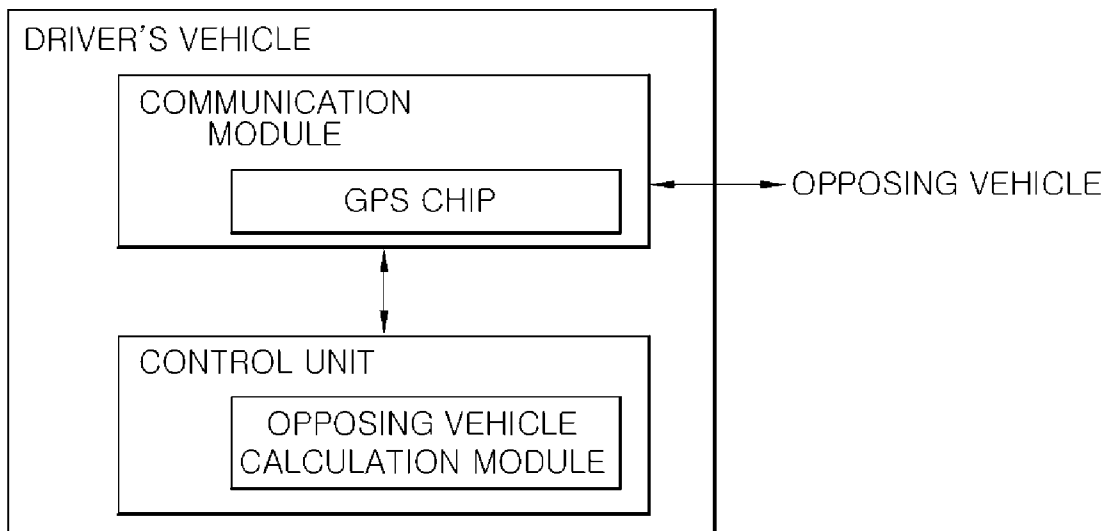 DRIVER'S VEHICLE
COMMUNICATION
MODULE
GPS CHIP
OPPOSING VEHICLE
CONTROL UNIT
OPPOSING VEHICLE
CALCULATION MODULE